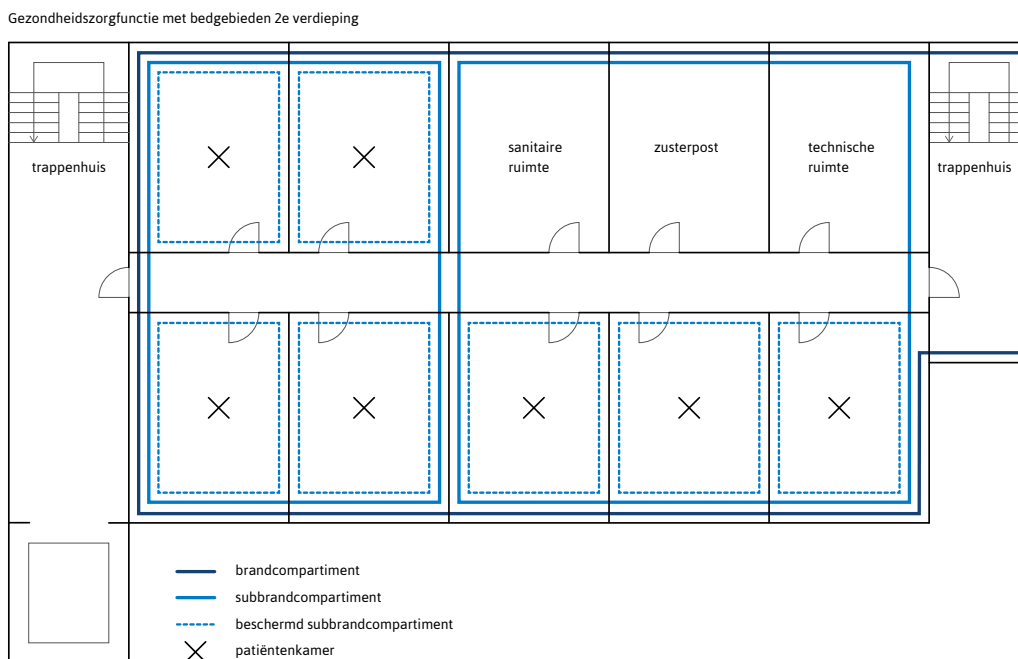 Gezondheidszorgfunctie met bedgebieden 2e verdieping
trappenhuis
sanitaire
ruimte
zusterpost
technische
ruimte
trappenhuis
brandcompartiment
subbrandcompartiment
beschermd subbrandcompartiment
patiëntenkamer